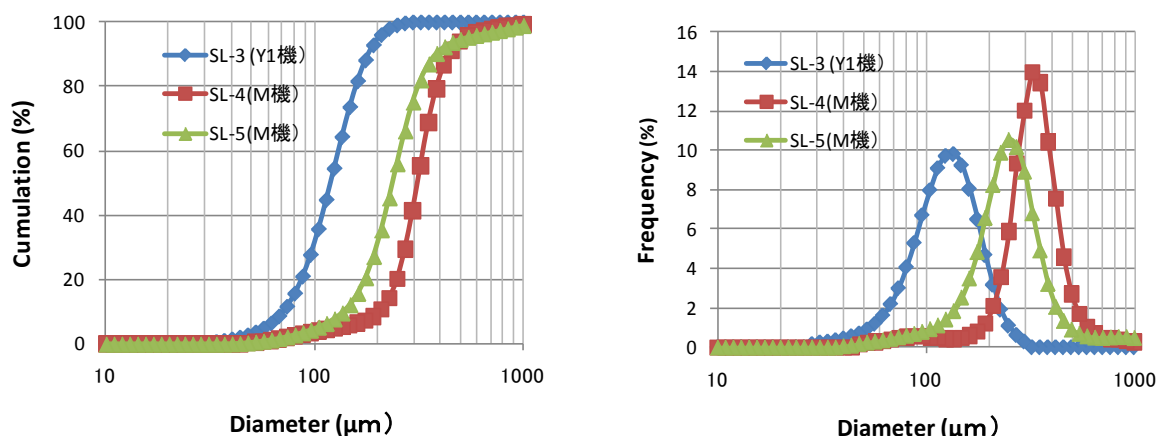 100
80
60
40
20
0
10
100
1000
Cumulation (%)
Diameter (μm)
SL-3 (Y1機)
SL-4(M機)
SL-5(M機)
16
14
12
10
8
6
4
2
0
10
100
1000
Frequency (%)
Diameter (μm)
SL-3 (Y1機)
SL-4(M機)
SL-5(M機)